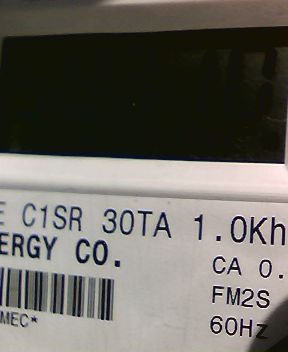 E C1SR 30TA 1.0Kh
ERGY CO.
CA 0.
FM2S
MEC*
60Hz